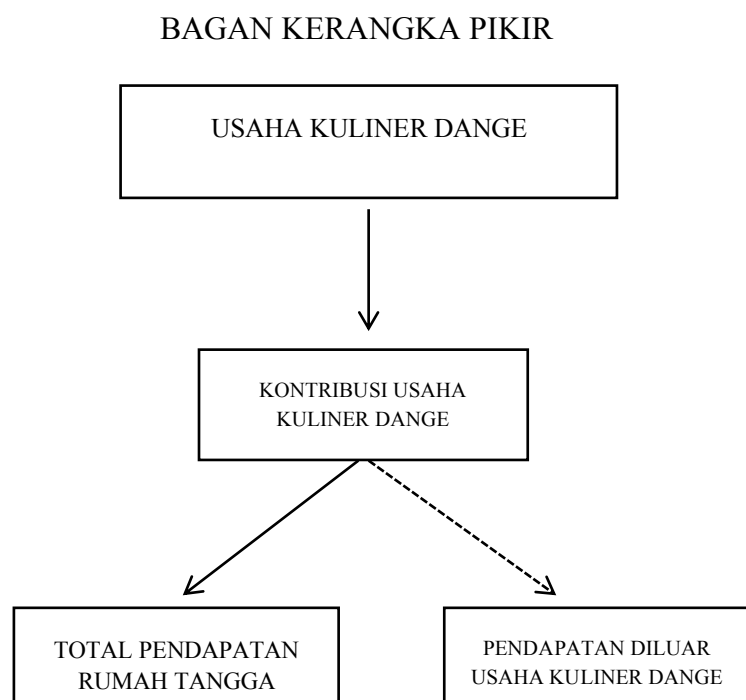 BAGAN KERANGKA PIKIR
USAHA KULINER DANGE
KONTRIBUSI USAHA
KULINER DANGE
TOTAL PENDAPATAN
RUMAH TANGGA
PENDAPATAN DILUAR
USAHA KULINER DANGE